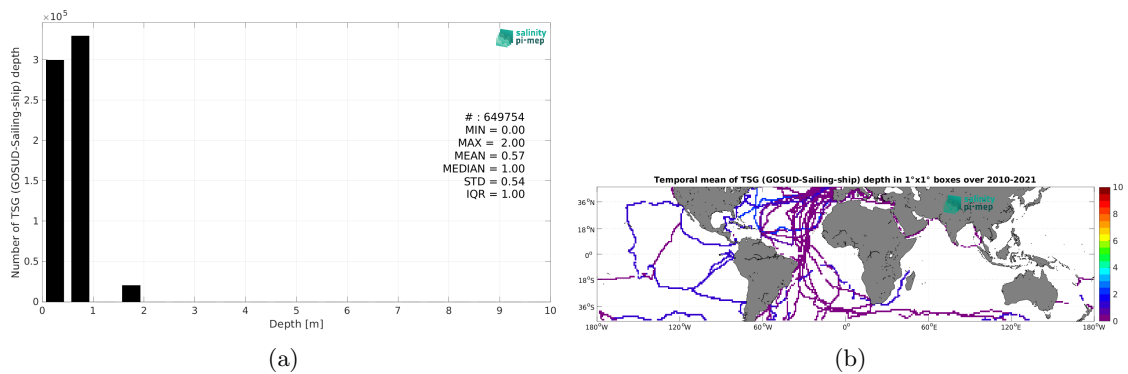 ×10⁵
3
2.5
2
1.5
1
0.5
0
Number of TSG (GOSUD-Sailing-ship) depth
salinity
pi-mep
# : 649754
MIN = 0.00
MAX = 2.00
MEAN = 0.57
MEDIAN = 1.00
STD = 0.54
IQR = 1.00
0 1 2 3 4 5 6 7 8 9 10
Depth [m]
(a)
Temporal mean of TSG (GOSUD-Sailing-ship) depth in 1°x1° boxes over 2010-2021
salinity
pi-mep
36°N
18°N
0°
18°S
36°S
180°W 120°W 60°W 0° 60°E 120°E 180°W
10
8
6
4
2
0
(b)